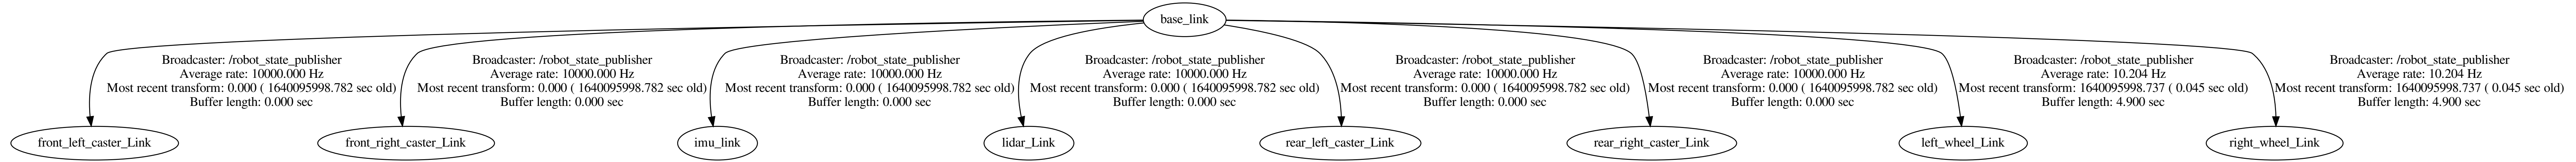 base_link
Broadcaster: /robot_state_publisher
Average rate: 10000.000 Hz
Most recent transform: 0.000 ( 1640095998.782 sec old)
Buffer length: 0.000 sec
Broadcaster: /robot_state_publisher
Average rate: 10000.000 Hz
Most recent transform: 0.000 ( 1640095998.782 sec old)
Buffer length: 0.000 sec
Broadcaster: /robot_state_publisher
Average rate: 10000.000 Hz
Most recent transform: 0.000 ( 1640095998.782 sec old)
Buffer length: 0.000 sec
Broadcaster: /robot_state_publisher
Average rate: 10000.000 Hz
Most recent transform: 0.000 ( 1640095998.782 sec old)
Buffer length: 0.000 sec
Broadcaster: /robot_state_publisher
Average rate: 10000.000 Hz
Most recent transform: 0.000 ( 1640095998.782 sec old)
Buffer length: 0.000 sec
Broadcaster: /robot_state_publisher
Average rate: 10000.000 Hz
Most recent transform: 0.000 ( 1640095998.782 sec old)
Buffer length: 0.000 sec
Broadcaster: /robot_state_publisher
Average rate: 10.204 Hz
Most recent transform: 1640095998.737 ( 0.045 sec old)
Buffer length: 4.900 sec
Broadcaster: /robot_state_publisher
Average rate: 10.204 Hz
Most recent transform: 1640095998.737 ( 0.045 sec old)
Buffer length: 4.900 sec
front_left_caster_Link
front_right_caster_Link
imu_link
lidar_Link
rear_left_caster_Link
rear_right_caster_Link
left_wheel_Link
right_wheel_Link